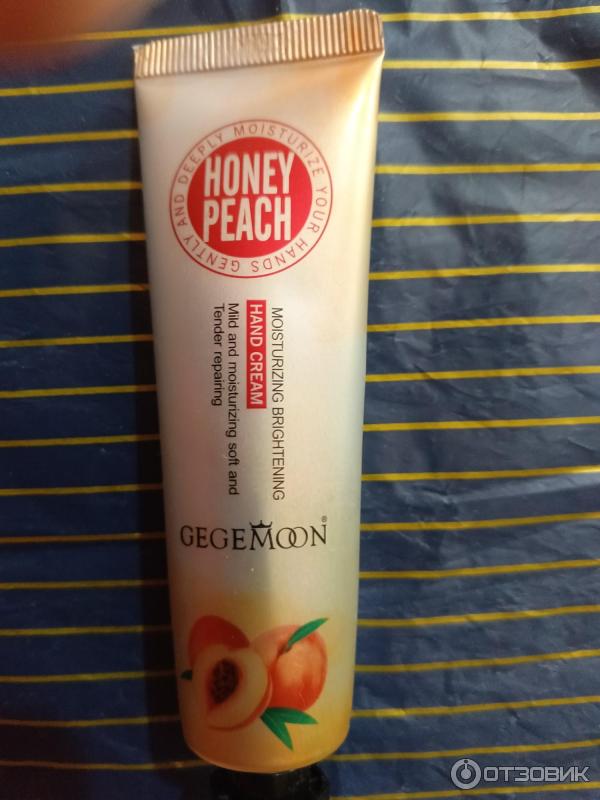 HONEY
PEACH
GENTLY AND DEEPLY MOISTURIZE YOUR HANDS
MOISTURIZING BRIGHTENING
HAND CREAM
Mild and moisturizing soft and
Tender repairing
GEGEMOON®
ОТЗОВИК